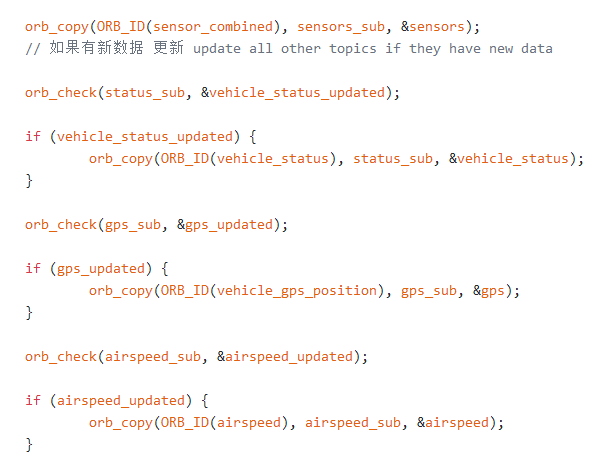 orb_copy(ORB_ID(sensor_combined), sensors_sub, &sensors);
// 如果有新数据 更新 update all other topics if they have new data
orb_check(status_sub, &vehicle_status_updated);
if (vehicle_status_updated) {
orb_copy(ORB_ID(vehicle_status), status_sub, &vehicle_status);
}
orb_check(gps_sub, &gps_updated);
if (gps_updated) {
orb_copy(ORB_ID(vehicle_gps_position), gps_sub, &gps);
}
orb_check(airspeed_sub, &airspeed_updated);
if (airspeed_updated) {
orb_copy(ORB_ID(airspeed), airspeed_sub, &airspeed);
}